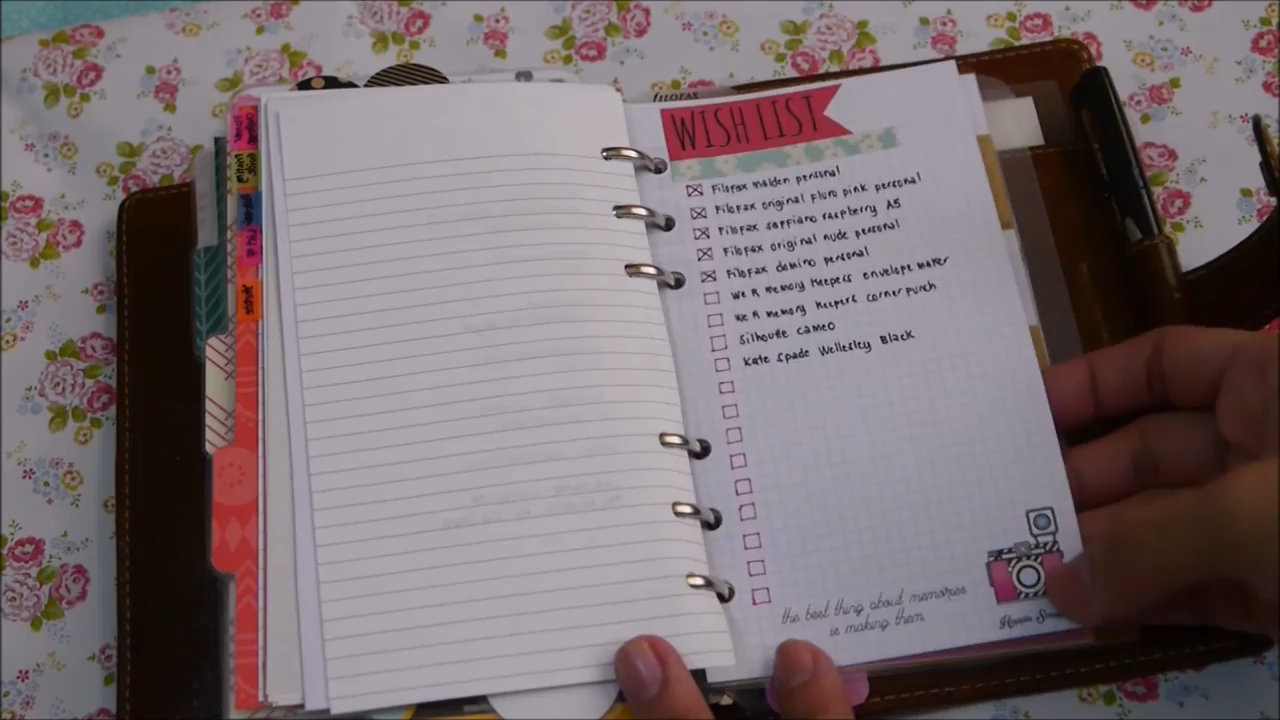 WISH LIST
Filofax malden personal
Filofax original fluro pink personal
Filofax saffiano raspberry A5
Filofax original nude personal
Filofax domino personal
We R Memory Keepers envelope maker
We R memory Keepers corner punch
Silhouette cameo
Kate Spade Wellesley Black
the best thing about memories
is making them